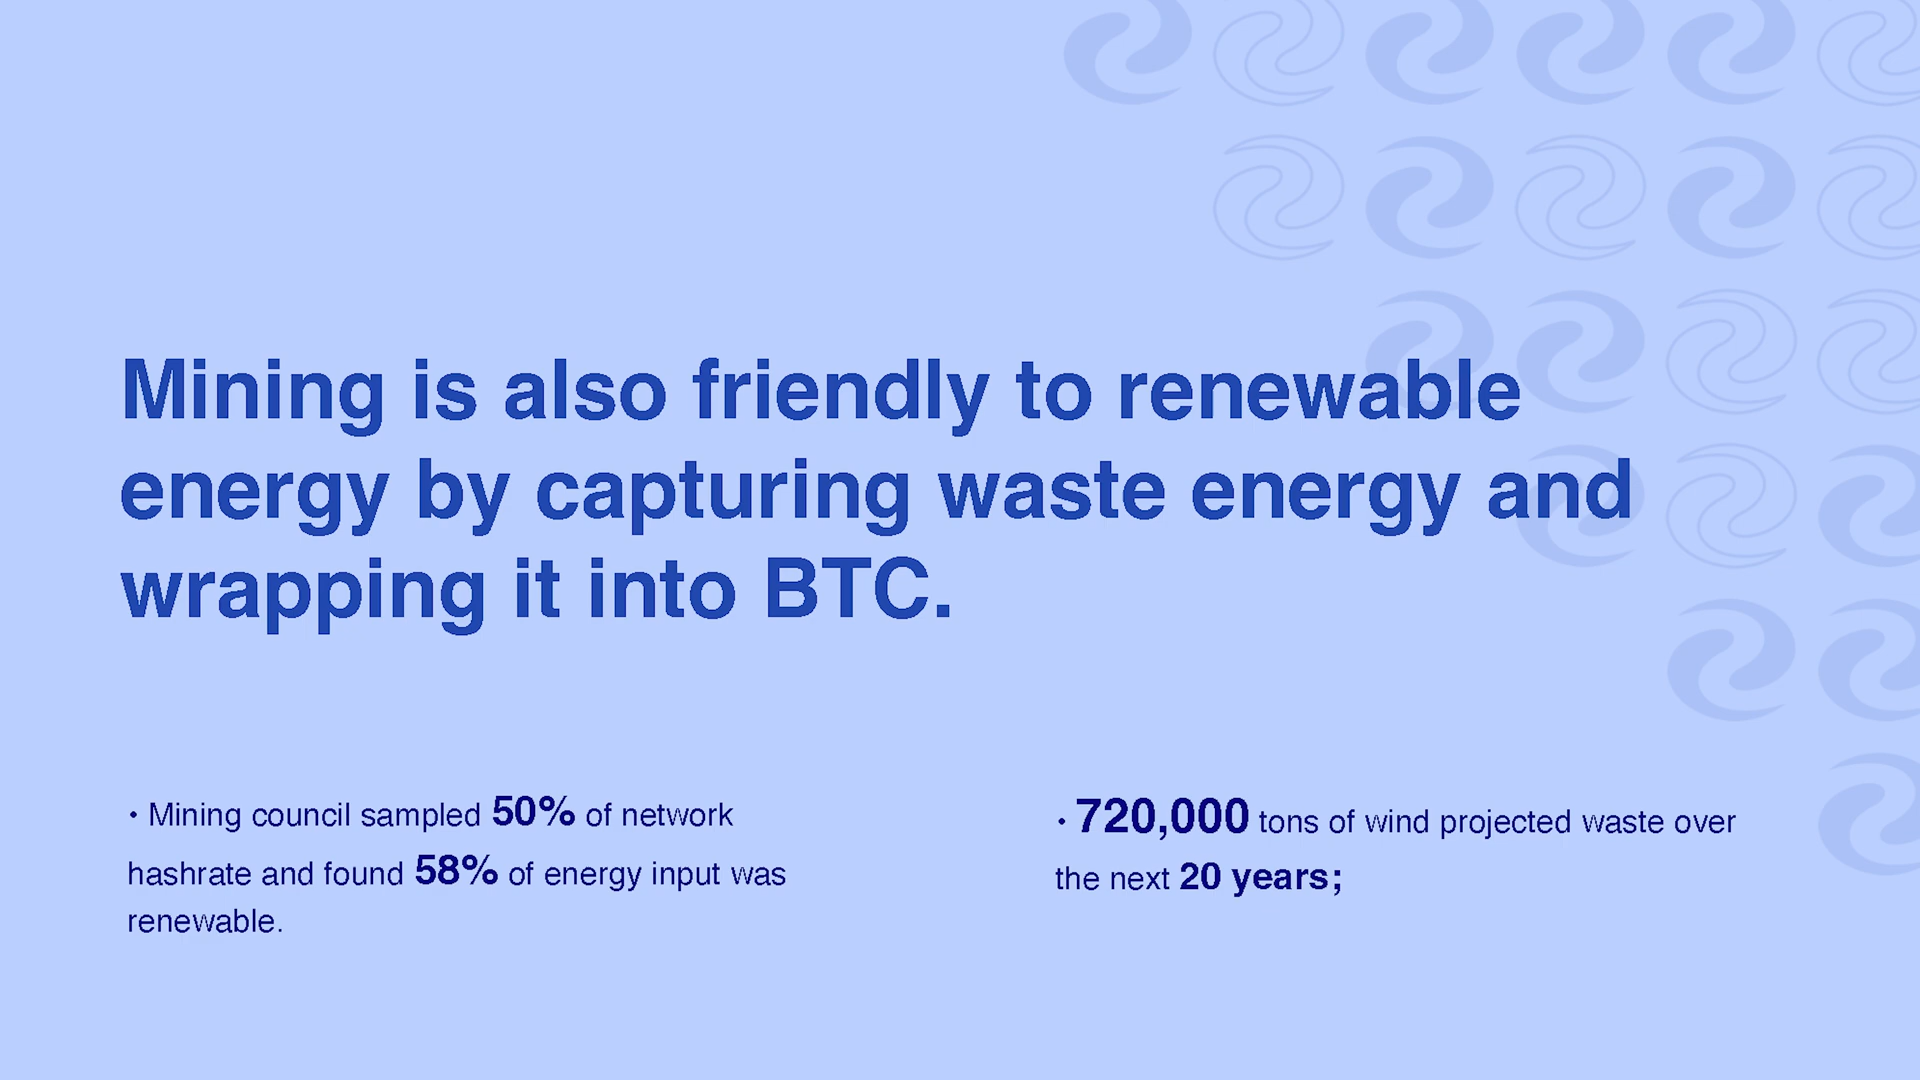 Mining is also friendly to renewable
energy by capturing waste energy and
wrapping it into BTC.
• Mining council sampled 50% of network
hashrate and found 58% of energy input was
renewable.
• 720,000 tons of wind projected waste over
the next 20 years;